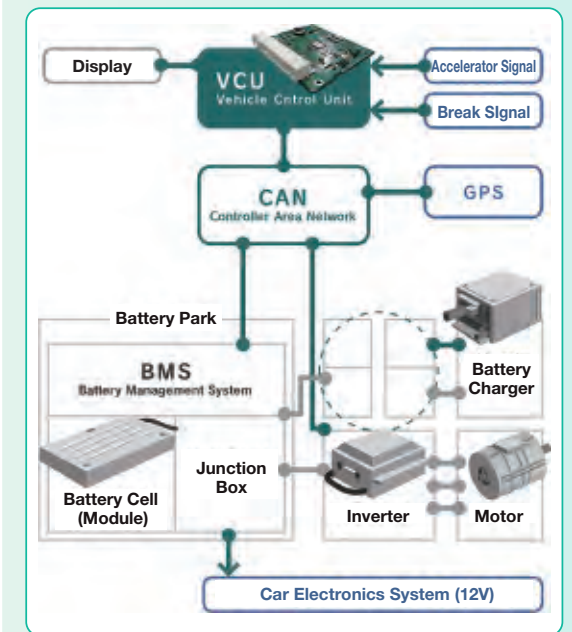 Display
VCU
Vehicle Cntrol Unit
Accelerator Signal
Break SIgnal
CAN
Controller Area Network
GPS
Battery Park
BMS
Battery Management System
Battery
Charger
Battery Cell
(Module)
Junction
Box
Inverter
Motor
Car Electronics System (12V)